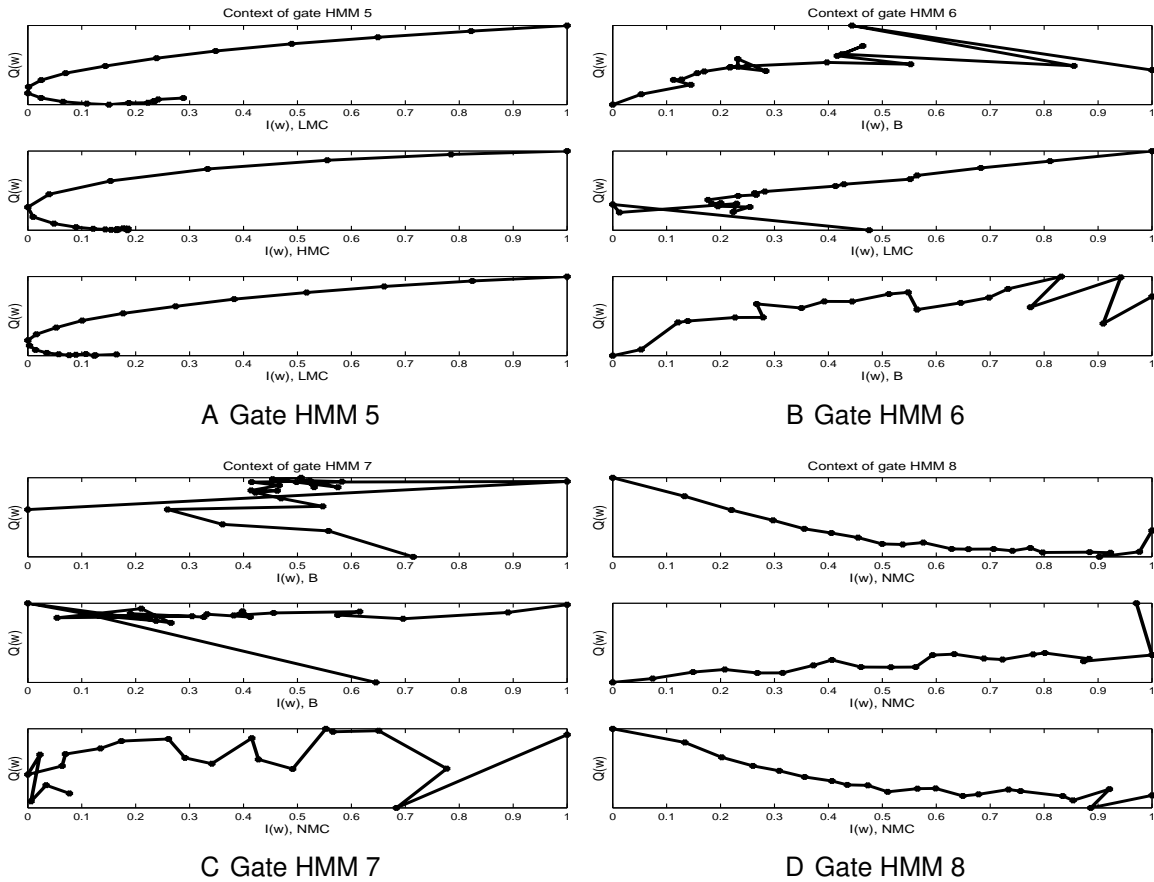 Context of gate HMM 5
Q(w)
0 0.1 0.2 0.3 0.4 0.5 0.6 0.7 0.8 0.9 1
I(w), LMC
Q(w)
0 0.1 0.2 0.3 0.4 0.5 0.6 0.7 0.8 0.9 1
I(w), HMC
Q(w)
0 0.1 0.2 0.3 0.4 0.5 0.6 0.7 0.8 0.9 1
I(w), LMC
A Gate HMM 5
Context of gate HMM 6
Q(w)
0 0.1 0.2 0.3 0.4 0.5 0.6 0.7 0.8 0.9 1
I(w), B
Q(w)
0 0.1 0.2 0.3 0.4 0.5 0.6 0.7 0.8 0.9 1
I(w), LMC
Q(w)
0 0.1 0.2 0.3 0.4 0.5 0.6 0.7 0.8 0.9 1
I(w), B
B Gate HMM 6
Context of gate HMM 7
Q(w)
0 0.1 0.2 0.3 0.4 0.5 0.6 0.7 0.8 0.9 1
I(w), B
Q(w)
0 0.1 0.2 0.3 0.4 0.5 0.6 0.7 0.8 0.9 1
I(w), B
Q(w)
0 0.1 0.2 0.3 0.4 0.5 0.6 0.7 0.8 0.9 1
I(w), NMC
C Gate HMM 7
Context of gate HMM 8
Q(w)
0 0.1 0.2 0.3 0.4 0.5 0.6 0.7 0.8 0.9 1
I(w), NMC
Q(w)
0 0.1 0.2 0.3 0.4 0.5 0.6 0.7 0.8 0.9 1
I(w), NMC
Q(w)
0 0.1 0.2 0.3 0.4 0.5 0.6 0.7 0.8 0.9 1
I(w), NMC
D Gate HMM 8